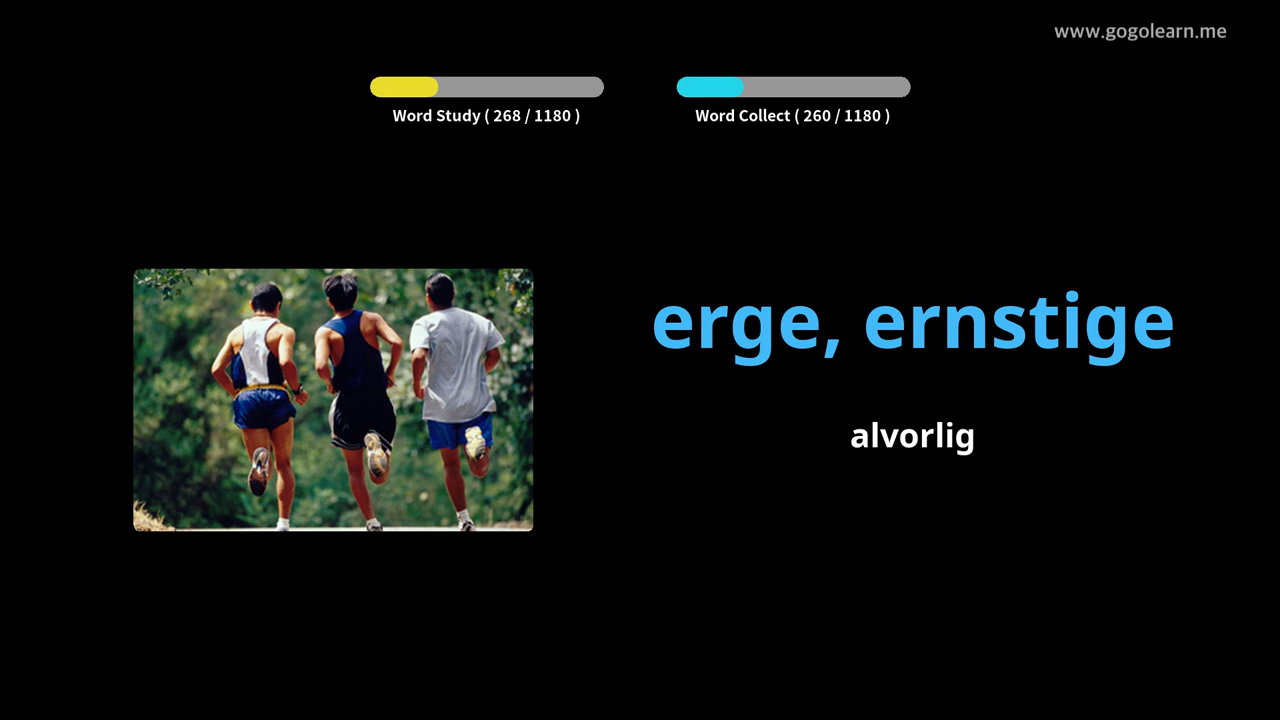 www.gogolearn.me
Word Study ( 268 / 1180 )
Word Collect ( 260 / 1180 )
erge, ernstige
alvorlig